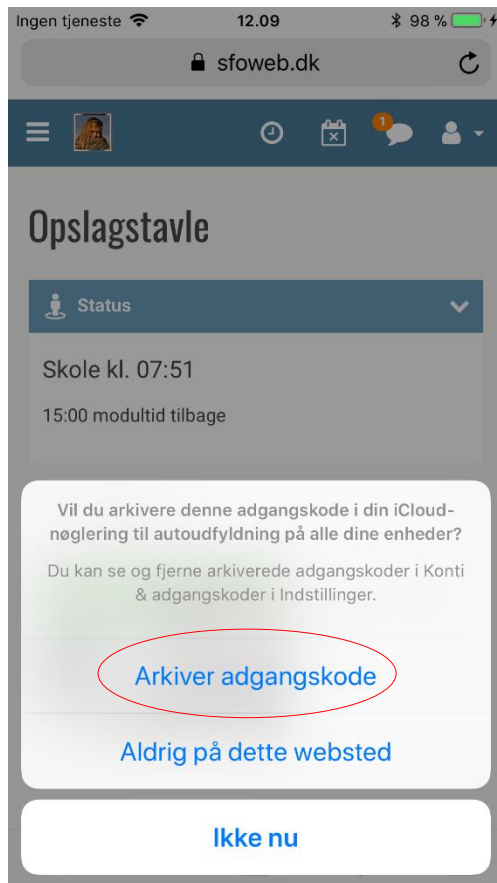 Ingen tjeneste 12.09 98 %
sfoweb.dk
1
Opslagstavle
Status
Skole kl. 07:51
15:00 modultid tilbage
Vil du arkivere denne adgangskode i din iCloud-
nøglering til autoudfyldning på alle dine enheder?
Du kan se og fjerne arkiverede adgangskoder i Konti
& adgangskoder i Indstillinger.
Arkiver adgangskode
Aldrig på dette websted
Ikke nu